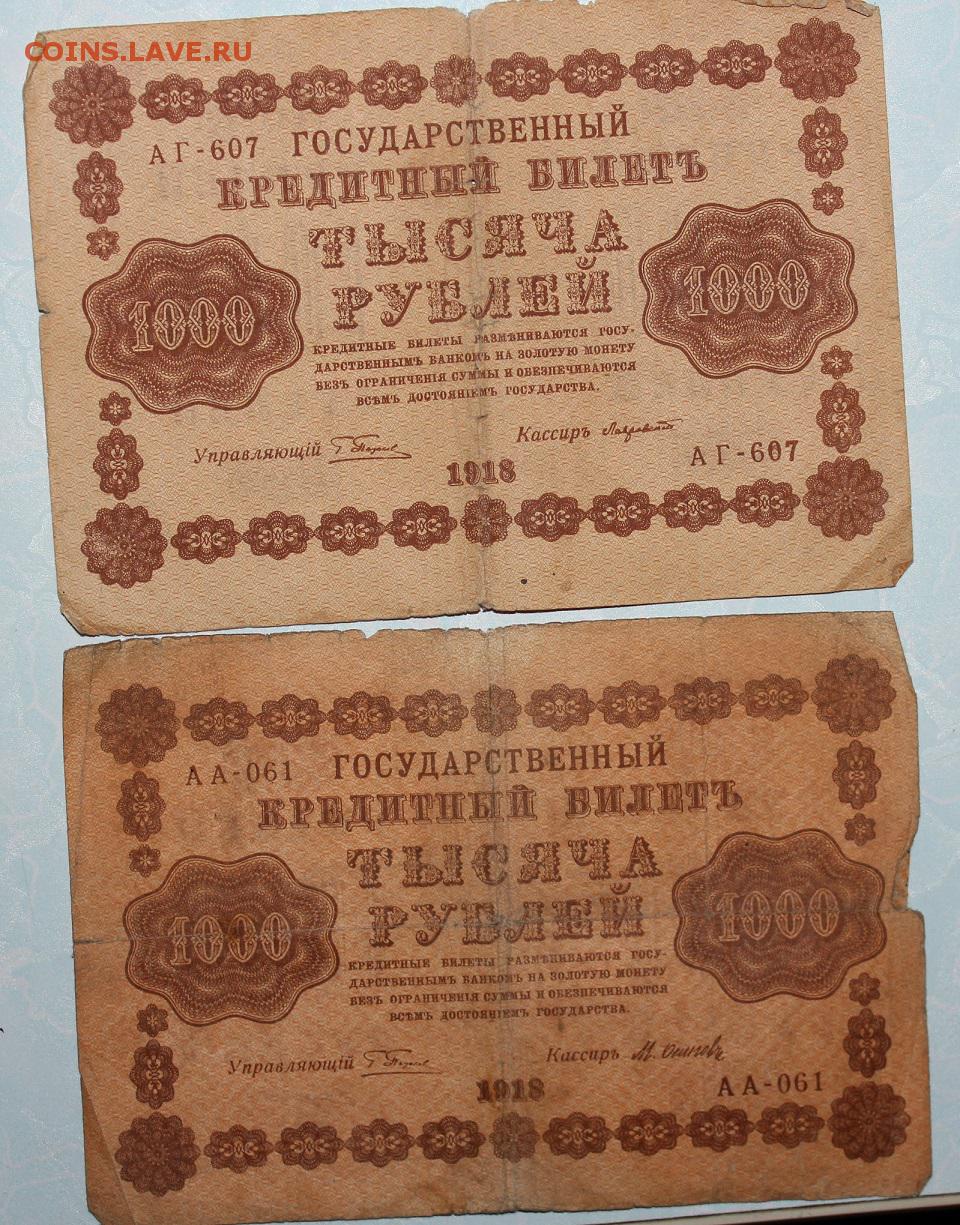 COINS.LAVE.RU
АГ-607 ГОСУДАРСТВЕННЫЙ
КРЕДИТНЫЙ БИЛЕТЪ
ТЫСЯЧА
РУБЛЕЙ
1000 1000
КРЕДИТНЫЕ БИЛЕТЫ РАЗМѢНИВАЮТСЯ ГОСУ-
ДАРСТВЕННЫМЪ БАНКОМЪ НА ЗОЛОТУЮ МОНЕТУ
БЕЗЪ ОГРАНИЧЕНІЯ СУММЫ И ОБЕЗПЕЧИВАЮТСЯ
ВСѢМЪ ДОСТОЯНІЕМЪ ГОСУДАРСТВА.
Управляющій Кассиръ
1918 АГ-607
АА-061 ГОСУДАРСТВЕННЫЙ
КРЕДИТНЫЙ БИЛЕТЪ
ТЫСЯЧА
РУБЛЕЙ
1000 1000
КРЕДИТНЫЕ БИЛЕТЫ РАЗМѢНИВАЮТСЯ ГОСУ-
ДАРСТВЕННЫМЪ БАНКОМЪ НА ЗОЛОТУЮ МОНЕТУ
БЕЗЪ ОГРАНИЧЕНІЯ СУММЫ И ОБЕЗПЕЧИВАЮТСЯ
ВСѢМЪ ДОСТОЯНІЕМЪ ГОСУДАРСТВА.
Управляющій Кассиръ М. Осиповъ
1918 АА-061